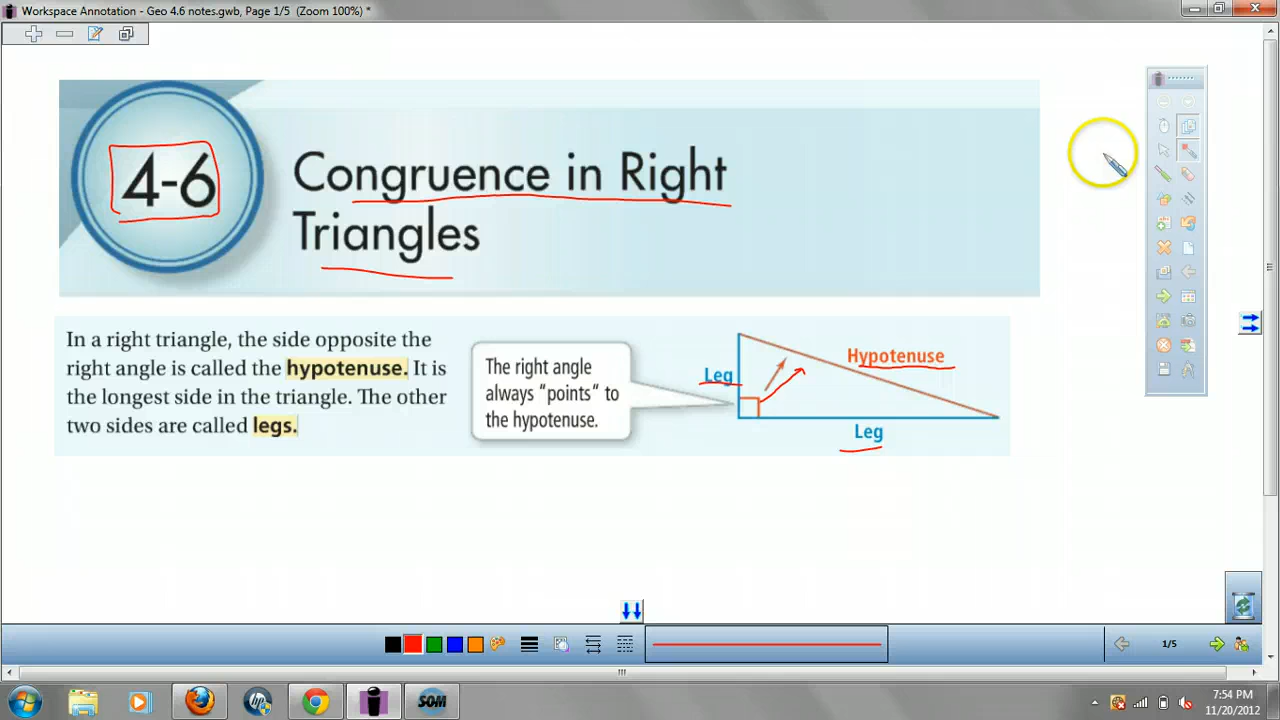 Workspace Annotation - Geo 4.6 notes.gwb, Page 1/5 (Zoom 100%) *
4-6
Congruence in Right
Triangles
In a right triangle, the side opposite the
right angle is called the hypotenuse. It is
the longest side in the triangle. The other
two sides are called legs.
The right angle
always “points” to
the hypotenuse.
Leg
Hypotenuse
Leg
1/5
hp
SOM
7:54 PM
11/20/2012